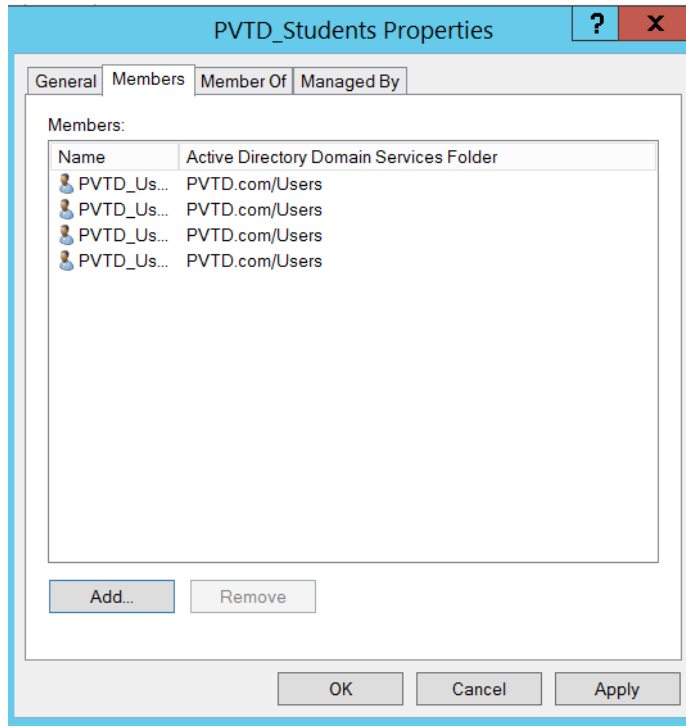 PVTD_Students Properties ? X
General Members Member Of Managed By
Members:
Name Active Directory Domain Services Folder
PVTD_Us... PVTD.com/Users
PVTD_Us... PVTD.com/Users
PVTD_Us... PVTD.com/Users
PVTD_Us... PVTD.com/Users
Add... Remove
OK Cancel Apply